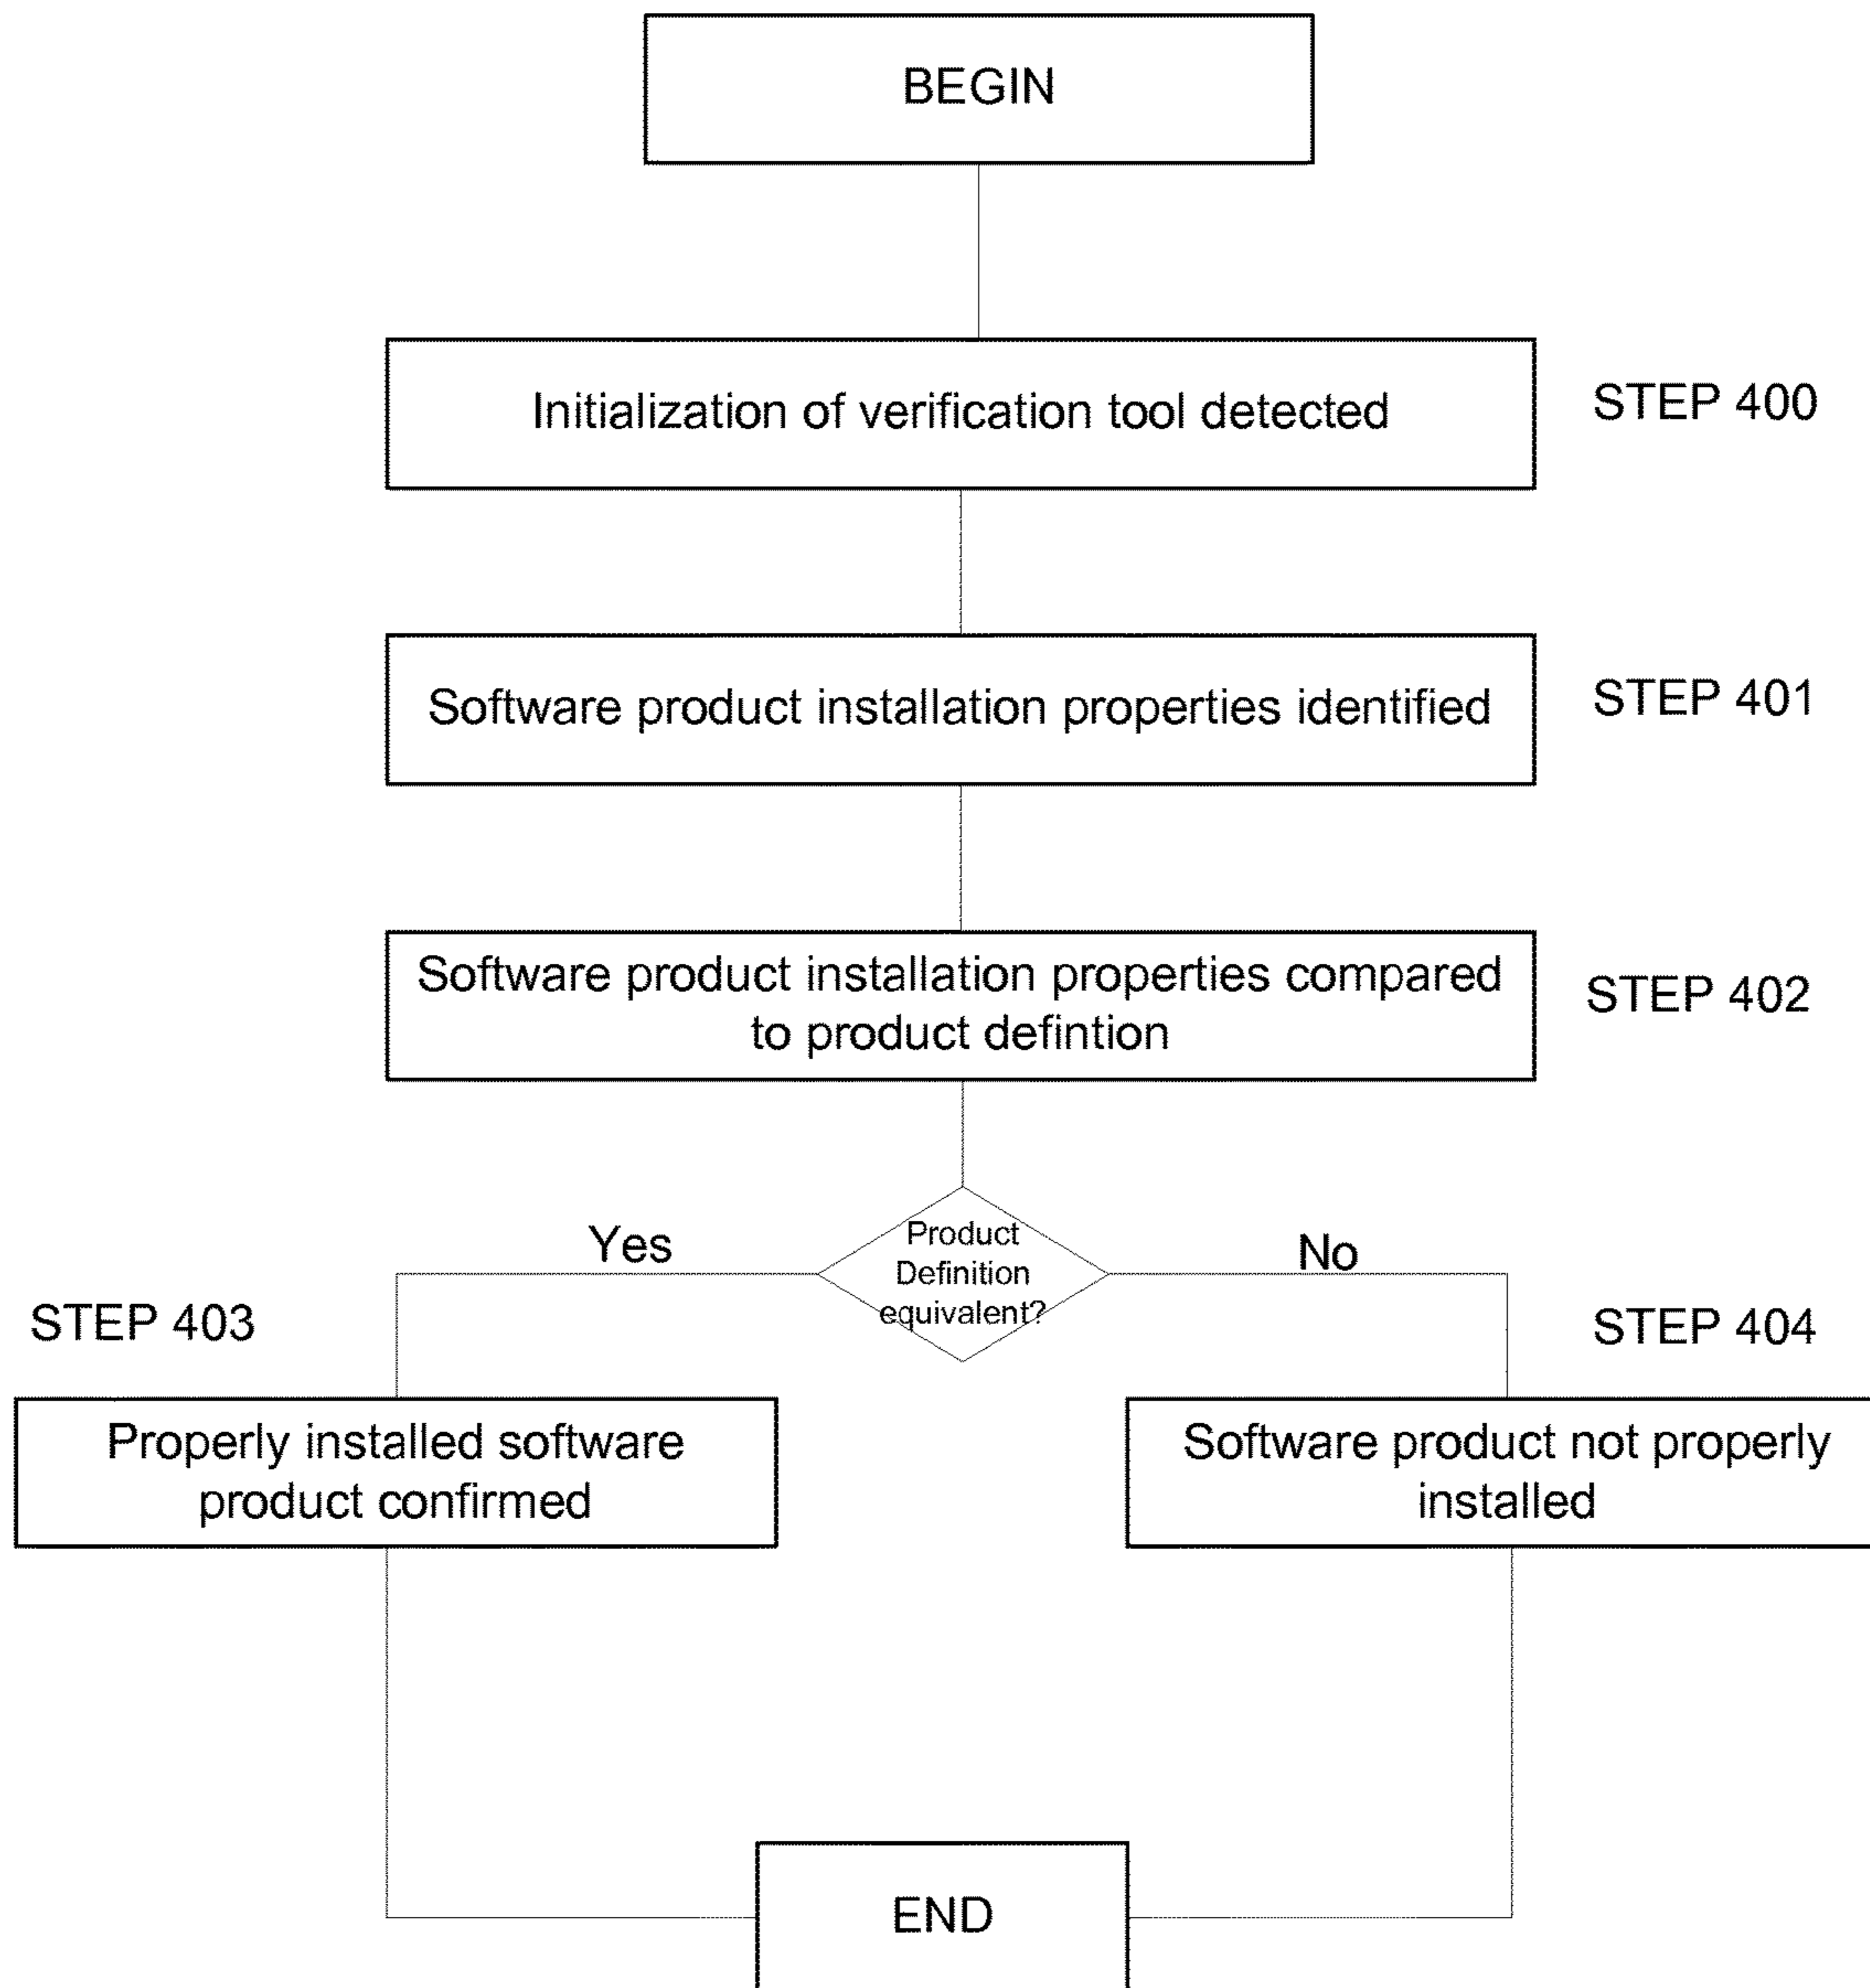 BEGIN
Initialization of verification tool detected
STEP 400
Software product installation properties identified
STEP 401
Software product installation properties compared
to product defintion
STEP 402
Product
Definition
equivalent?
Yes
No
STEP 403
STEP 404
Properly installed software
product confirmed
Software product not properly
installed
END